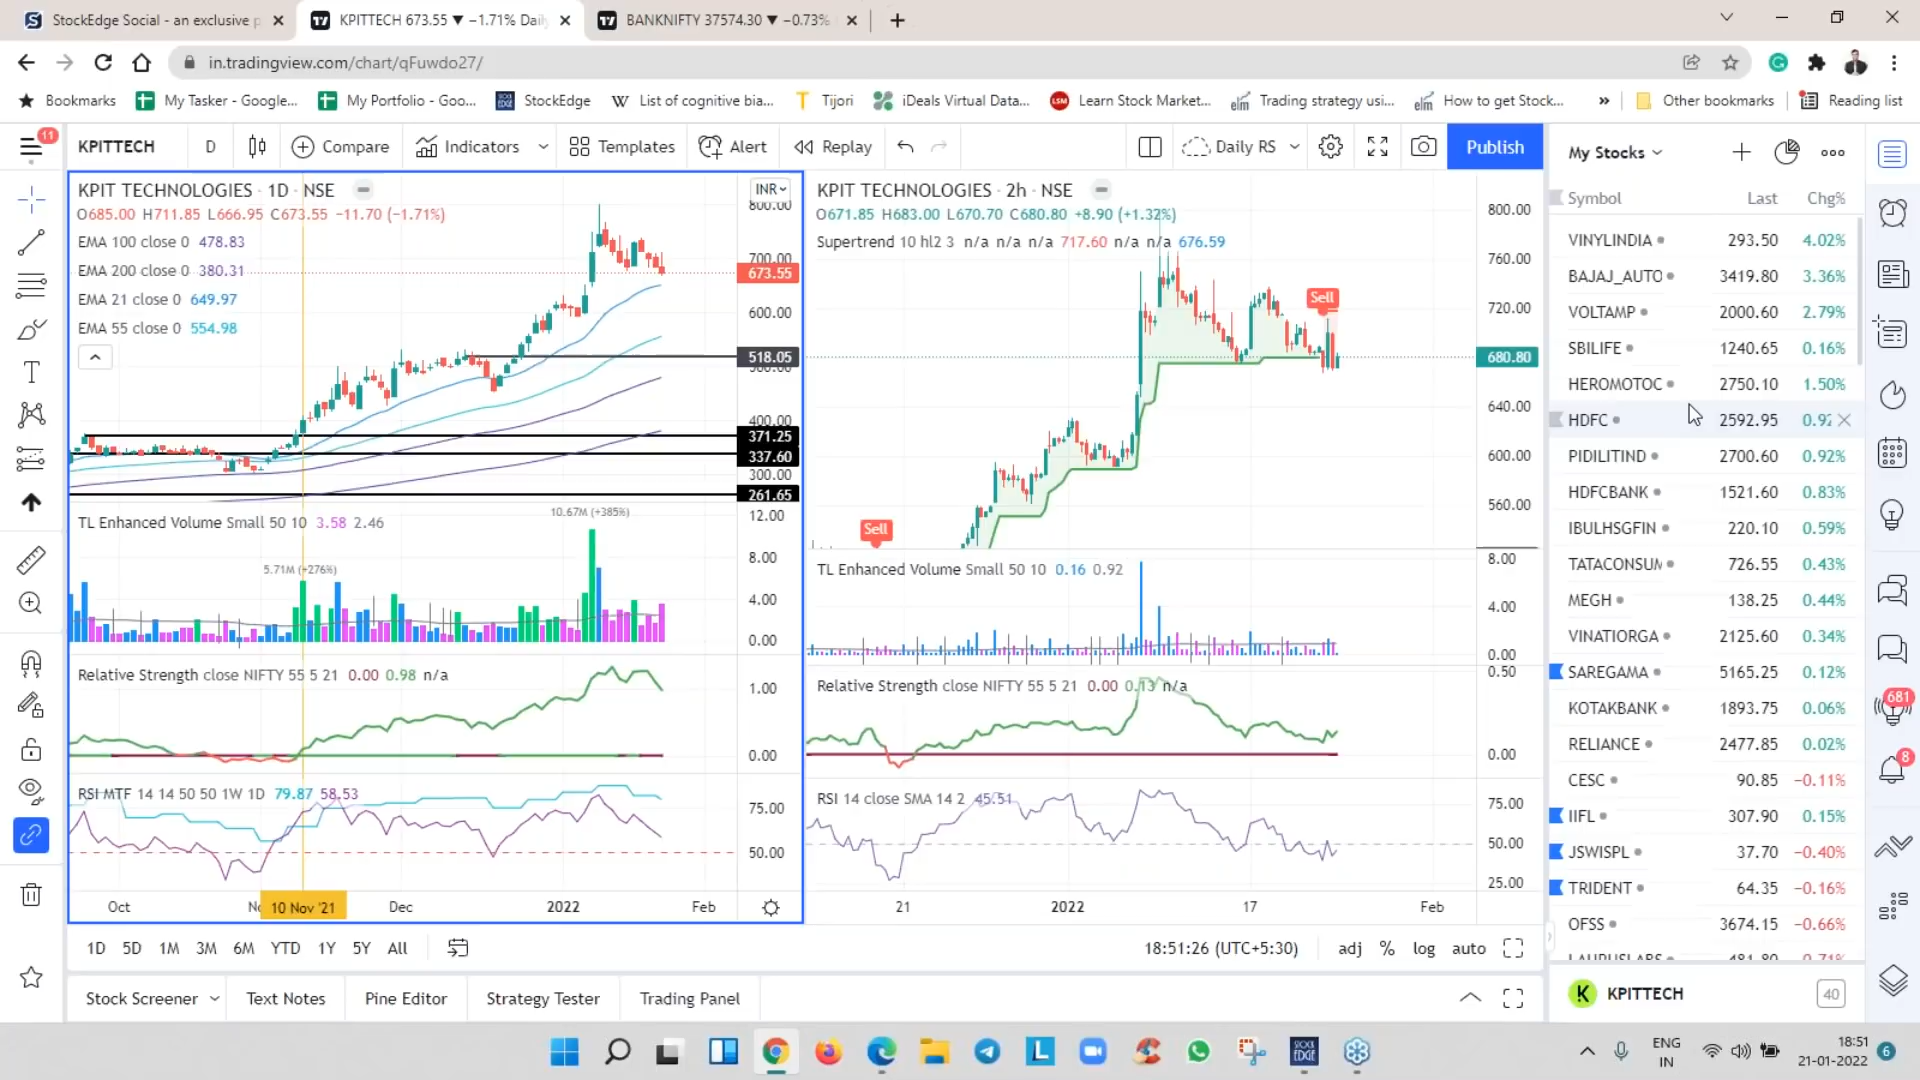 StockEdge Social - an exclusive p
KPITTECH 673.55 ▼ −1.71% Daily
BANKNIFTY 37574.30 ▼ −0.73%
in.tradingview.com/chart/qFuwdo27/
Bookmarks
My Tasker - Google...
My Portfolio - Goo...
StockEdge
List of cognitive bia...
Tijori
iDeals Virtual Data...
LSM Learn Stock Market...
elm Trading strategy usi...
elm How to get Stock...
»
Other bookmarks
Reading list
11
KPITTECH
D
Compare
Indicators
Templates
Alert
Replay
Daily RS
Publish
KPIT TECHNOLOGIES · 1D · NSE
INR
O685.00 H711.85 L666.95 C673.55 −11.70 (−1.71%)
EMA 100 close 0 478.83
EMA 200 close 0 380.31
EMA 21 close 0 649.97
EMA 55 close 0 554.98
800.00
700.00
673.55
600.00
518.05
400.00
371.25
337.60
300.00
261.65
TL Enhanced Volume Small 50 10 3.58 2.46
10.67M (+385%)
5.71M (+276%)
12.00
8.00
4.00
0.00
Relative Strength close NIFTY 55 5 21 0.00 0.98 n/a
1.00
0.00
RSI MTF 14 14 50 50 1W 1D 79.87 58.53
75.00
50.00
Oct
10 Nov '21
Dec
2022
Feb
KPIT TECHNOLOGIES · 2h · NSE
O671.85 H683.00 L670.70 C680.80 +8.90 (+1.32%)
Supertrend 10 hl2 3 n/a n/a n/a 717.60 n/a n/a 676.59
Sell
Sell
800.00
760.00
720.00
680.80
640.00
600.00
560.00
TL Enhanced Volume Small 50 10 0.16 0.92
8.00
4.00
0.00
Relative Strength close NIFTY 55 5 21 0.00 0.13 n/a
0.50
0.00
RSI 14 close SMA 14 2 45.51
75.00
50.00
25.00
21
2022
17
Feb
1D 5D 1M 3M 6M YTD 1Y 5Y All
18:51:26 (UTC+5:30)
adj % log auto
Stock Screener
Text Notes
Pine Editor
Strategy Tester
Trading Panel
My Stocks
Symbol Last Chg%
VINYLINDIA 293.50 4.02%
BAJAJ_AUTO 3419.80 3.36%
VOLTAMP 2000.60 2.79%
SBILIFE 1240.65 0.16%
HEROMOTOC 2750.10 1.50%
HDFC 2592.95 0.92
PIDILITIND 2700.60 0.92%
HDFCBANK 1521.60 0.83%
IBULHSGFIN 220.10 0.59%
TATACONSUM 726.55 0.43%
MEGH 138.25 0.44%
VINATIORGA 2125.60 0.34%
SAREGAMA 5165.25 0.12%
KOTAKBANK 1893.75 0.06%
RELIANCE 2477.85 0.02%
CESC 90.85 −0.11%
IIFL 307.90 0.15%
JSWISPL 37.70 −0.40%
TRIDENT 64.35 −0.16%
OFSS 3674.15 −0.66%
LAURUSLABS 481.80 −0.71%
K KPITTECH 40
681
8
STOCK EDGE
ENG
IN
18:51
21-01-2022
6